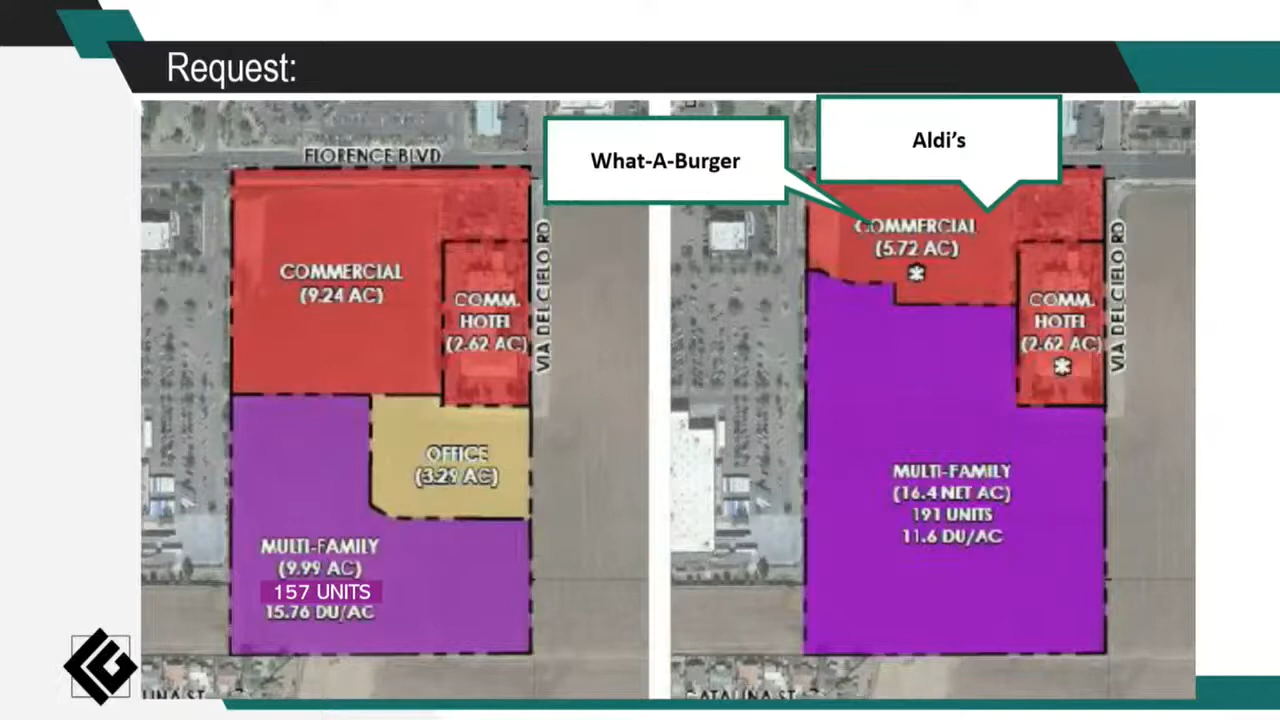 Request:
FLORENCE BLVD
COMMERCIAL
(9.24 AC)
COMM.
HOTEL
(2.62 AC)
VIA DEL CIELO RD
OFFICE
(3.29 AC)
MULTI-FAMILY
(9.99 AC)
157 UNITS
15.76 DU/AC
LINA ST
What-A-Burger
Aldi's
COMMERCIAL
(5.72 AC)
*
COMM.
HOTEL
(2.62 AC)
*
VIA DEL CIELO RD
MULTI-FAMILY
(16.4 NET AC)
191 UNITS
11.6 DU/AC
CATALINA ST